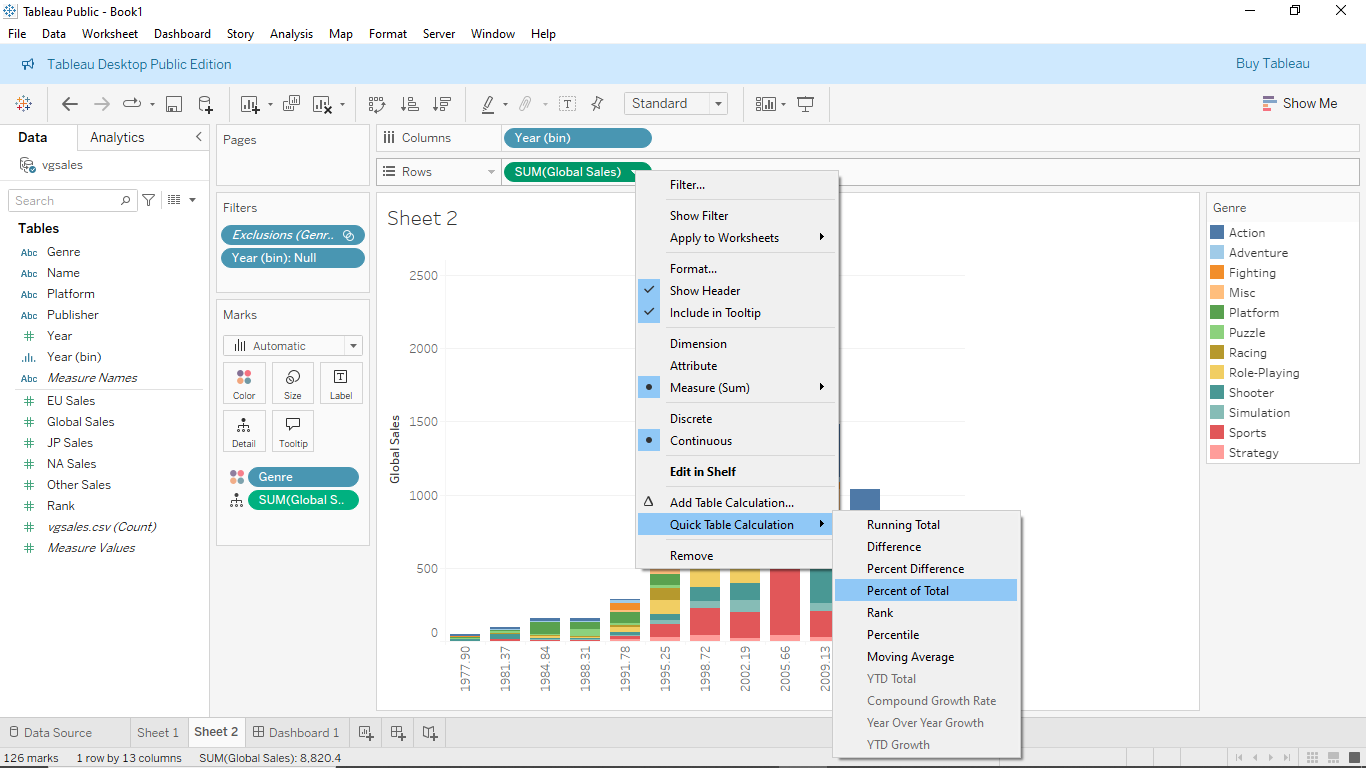 Tableau Public - Book1
File Data Worksheet Dashboard Story Analysis Map Format Server Window Help
Tableau Desktop Public Edition
Buy Tableau
Standard
Show Me
Data
Analytics
vgsales
Search
Tables
Abc Genre
Abc Name
Abc Platform
Abc Publisher
Year
Year (bin)
Abc Measure Names
EU Sales
Global Sales
JP Sales
NA Sales
Other Sales
Rank
vgsales.csv (Count)
Measure Values
Pages
Filters
Exclusions (Genr..
Year (bin): Null
Marks
Automatic
Color
Size
Label
Detail
Tooltip
Genre
SUM(Global S..
Columns
Year (bin)
Rows
SUM(Global Sales)
Sheet 2
Global Sales
2500
2000
1500
1000
500
0
1977.90
1981.37
1984.84
1988.31
1991.78
1995.25
1998.72
2002.19
2005.66
2009.13
Filter...
Show Filter
Apply to Worksheets
Format...
Show Header
Include in Tooltip
Dimension
Attribute
Measure (Sum)
Discrete
Continuous
Edit in Shelf
Add Table Calculation...
Quick Table Calculation
Remove
Running Total
Difference
Percent Difference
Percent of Total
Rank
Percentile
Moving Average
YTD Total
Compound Growth Rate
Year Over Year Growth
YTD Growth
Genre
Action
Adventure
Fighting
Misc
Platform
Puzzle
Racing
Role-Playing
Shooter
Simulation
Sports
Strategy
Data Source
Sheet 1
Sheet 2
Dashboard 1
126 marks
1 row by 13 columns
SUM(Global Sales): 8,820.4